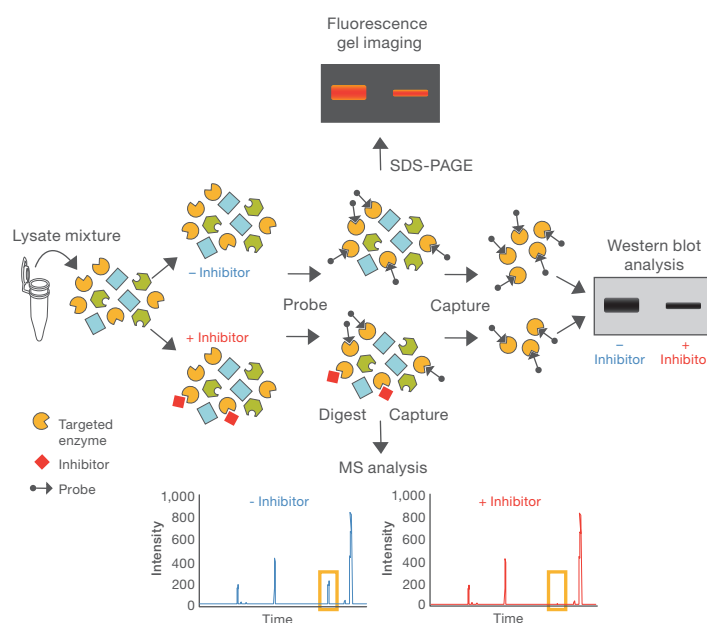 Fluorescence
gel imaging
SDS-PAGE
Lysate mixture
– Inhibitor
Probe
Capture
Western blot
analysis
+ Inhibitor
–
Inhibitor
+
Inhibitor
Targeted
enzyme
Inhibitor
Probe
Digest
Capture
MS analysis
Intensity
1,000
800
600
400
200
0
- Inhibitor
Time
Intensity
1,000
800
600
400
200
0
+ Inhibitor
Time